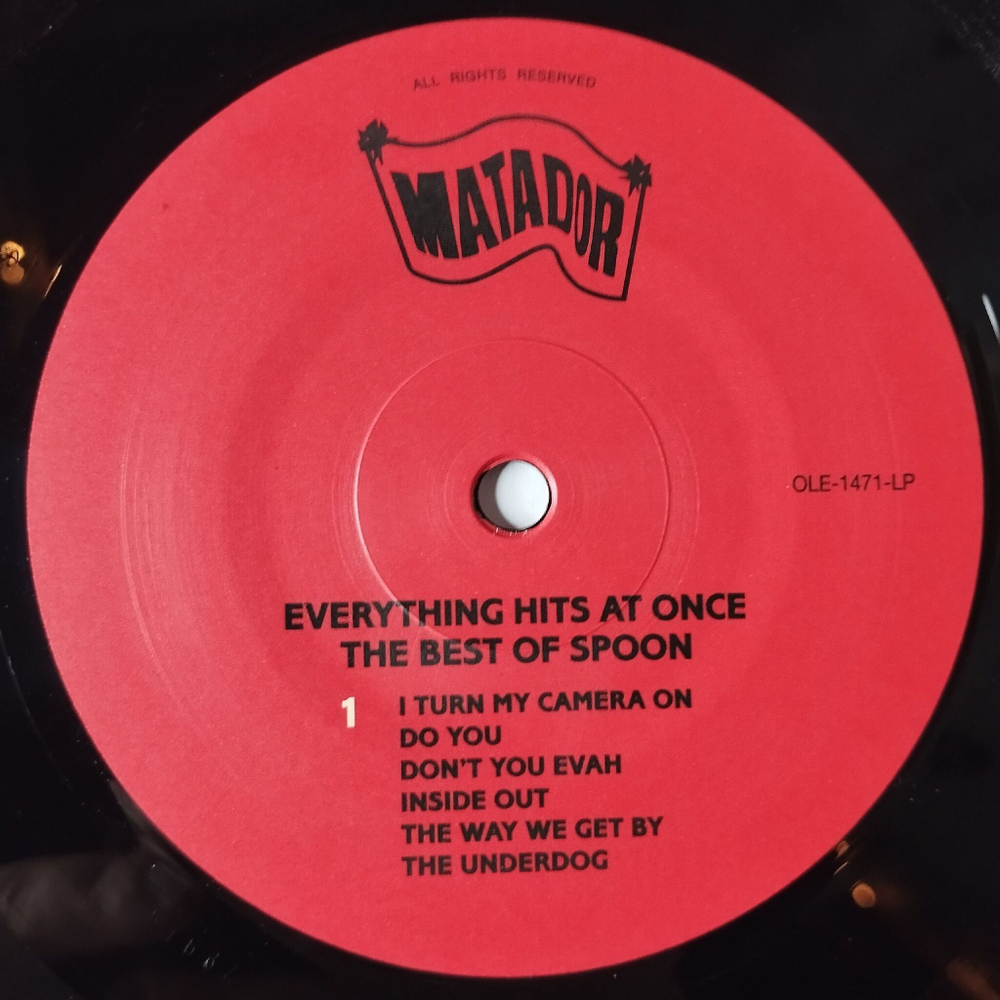 ALL RIGHTS RESERVED
MATADOR
OLE-1471-LP
EVERYTHING HITS AT ONCE
THE BEST OF SPOON
1 I TURN MY CAMERA ON
DO YOU
DON'T YOU EVAH
INSIDE OUT
THE WAY WE GET BY
THE UNDERDOG